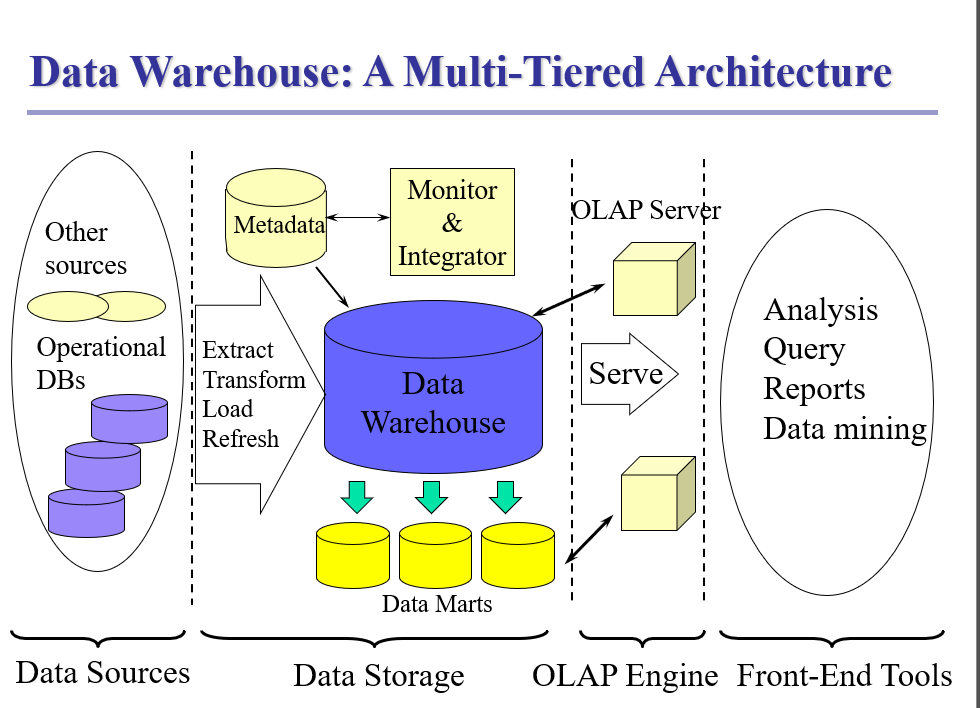 Data Warehouse: A Multi-Tiered Architecture
Other
sources
Operational
DBs
Metadata
Monitor
&
Integrator
Extract
Transform
Load
Refresh
Data
Warehouse
Data Marts
OLAP Server
Serve
Analysis
Query
Reports
Data mining
Data Sources
Data Storage
OLAP Engine
Front-End Tools